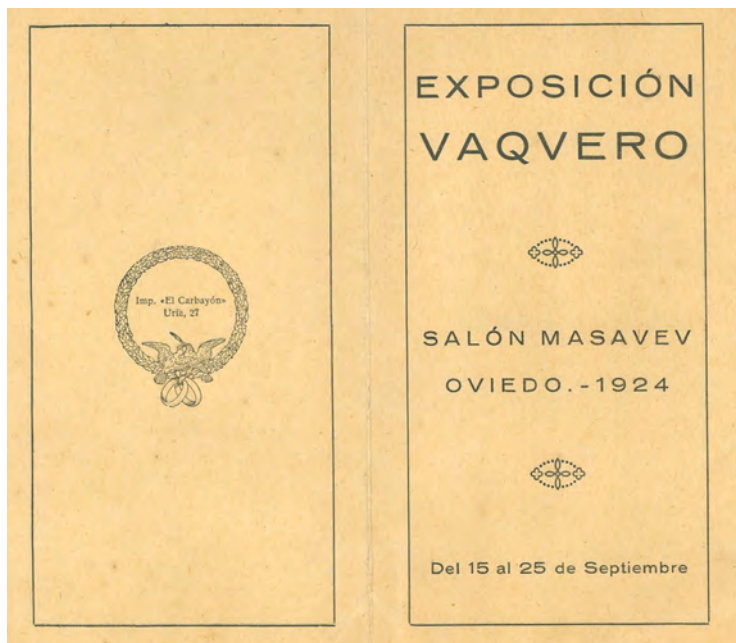 Imp. «El Carbayón»
Uría, 27
EXPOSICIÓN
VAQVERO
SALÓN MASAVEV
OVIEDO.-1924
Del 15 al 25 de Septiembre